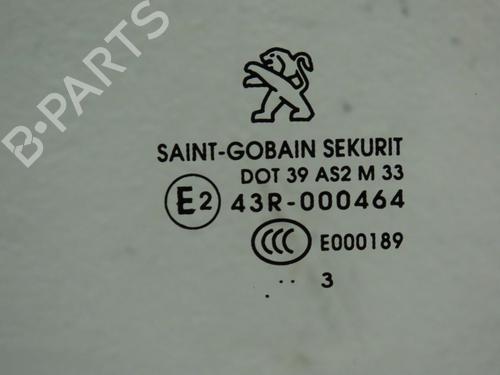 B-PARTS
SAINT-GOBAIN SEKURIT
DOT 39 AS2 M 33
E2 43R-000464
CCC E000189
.. 3
.